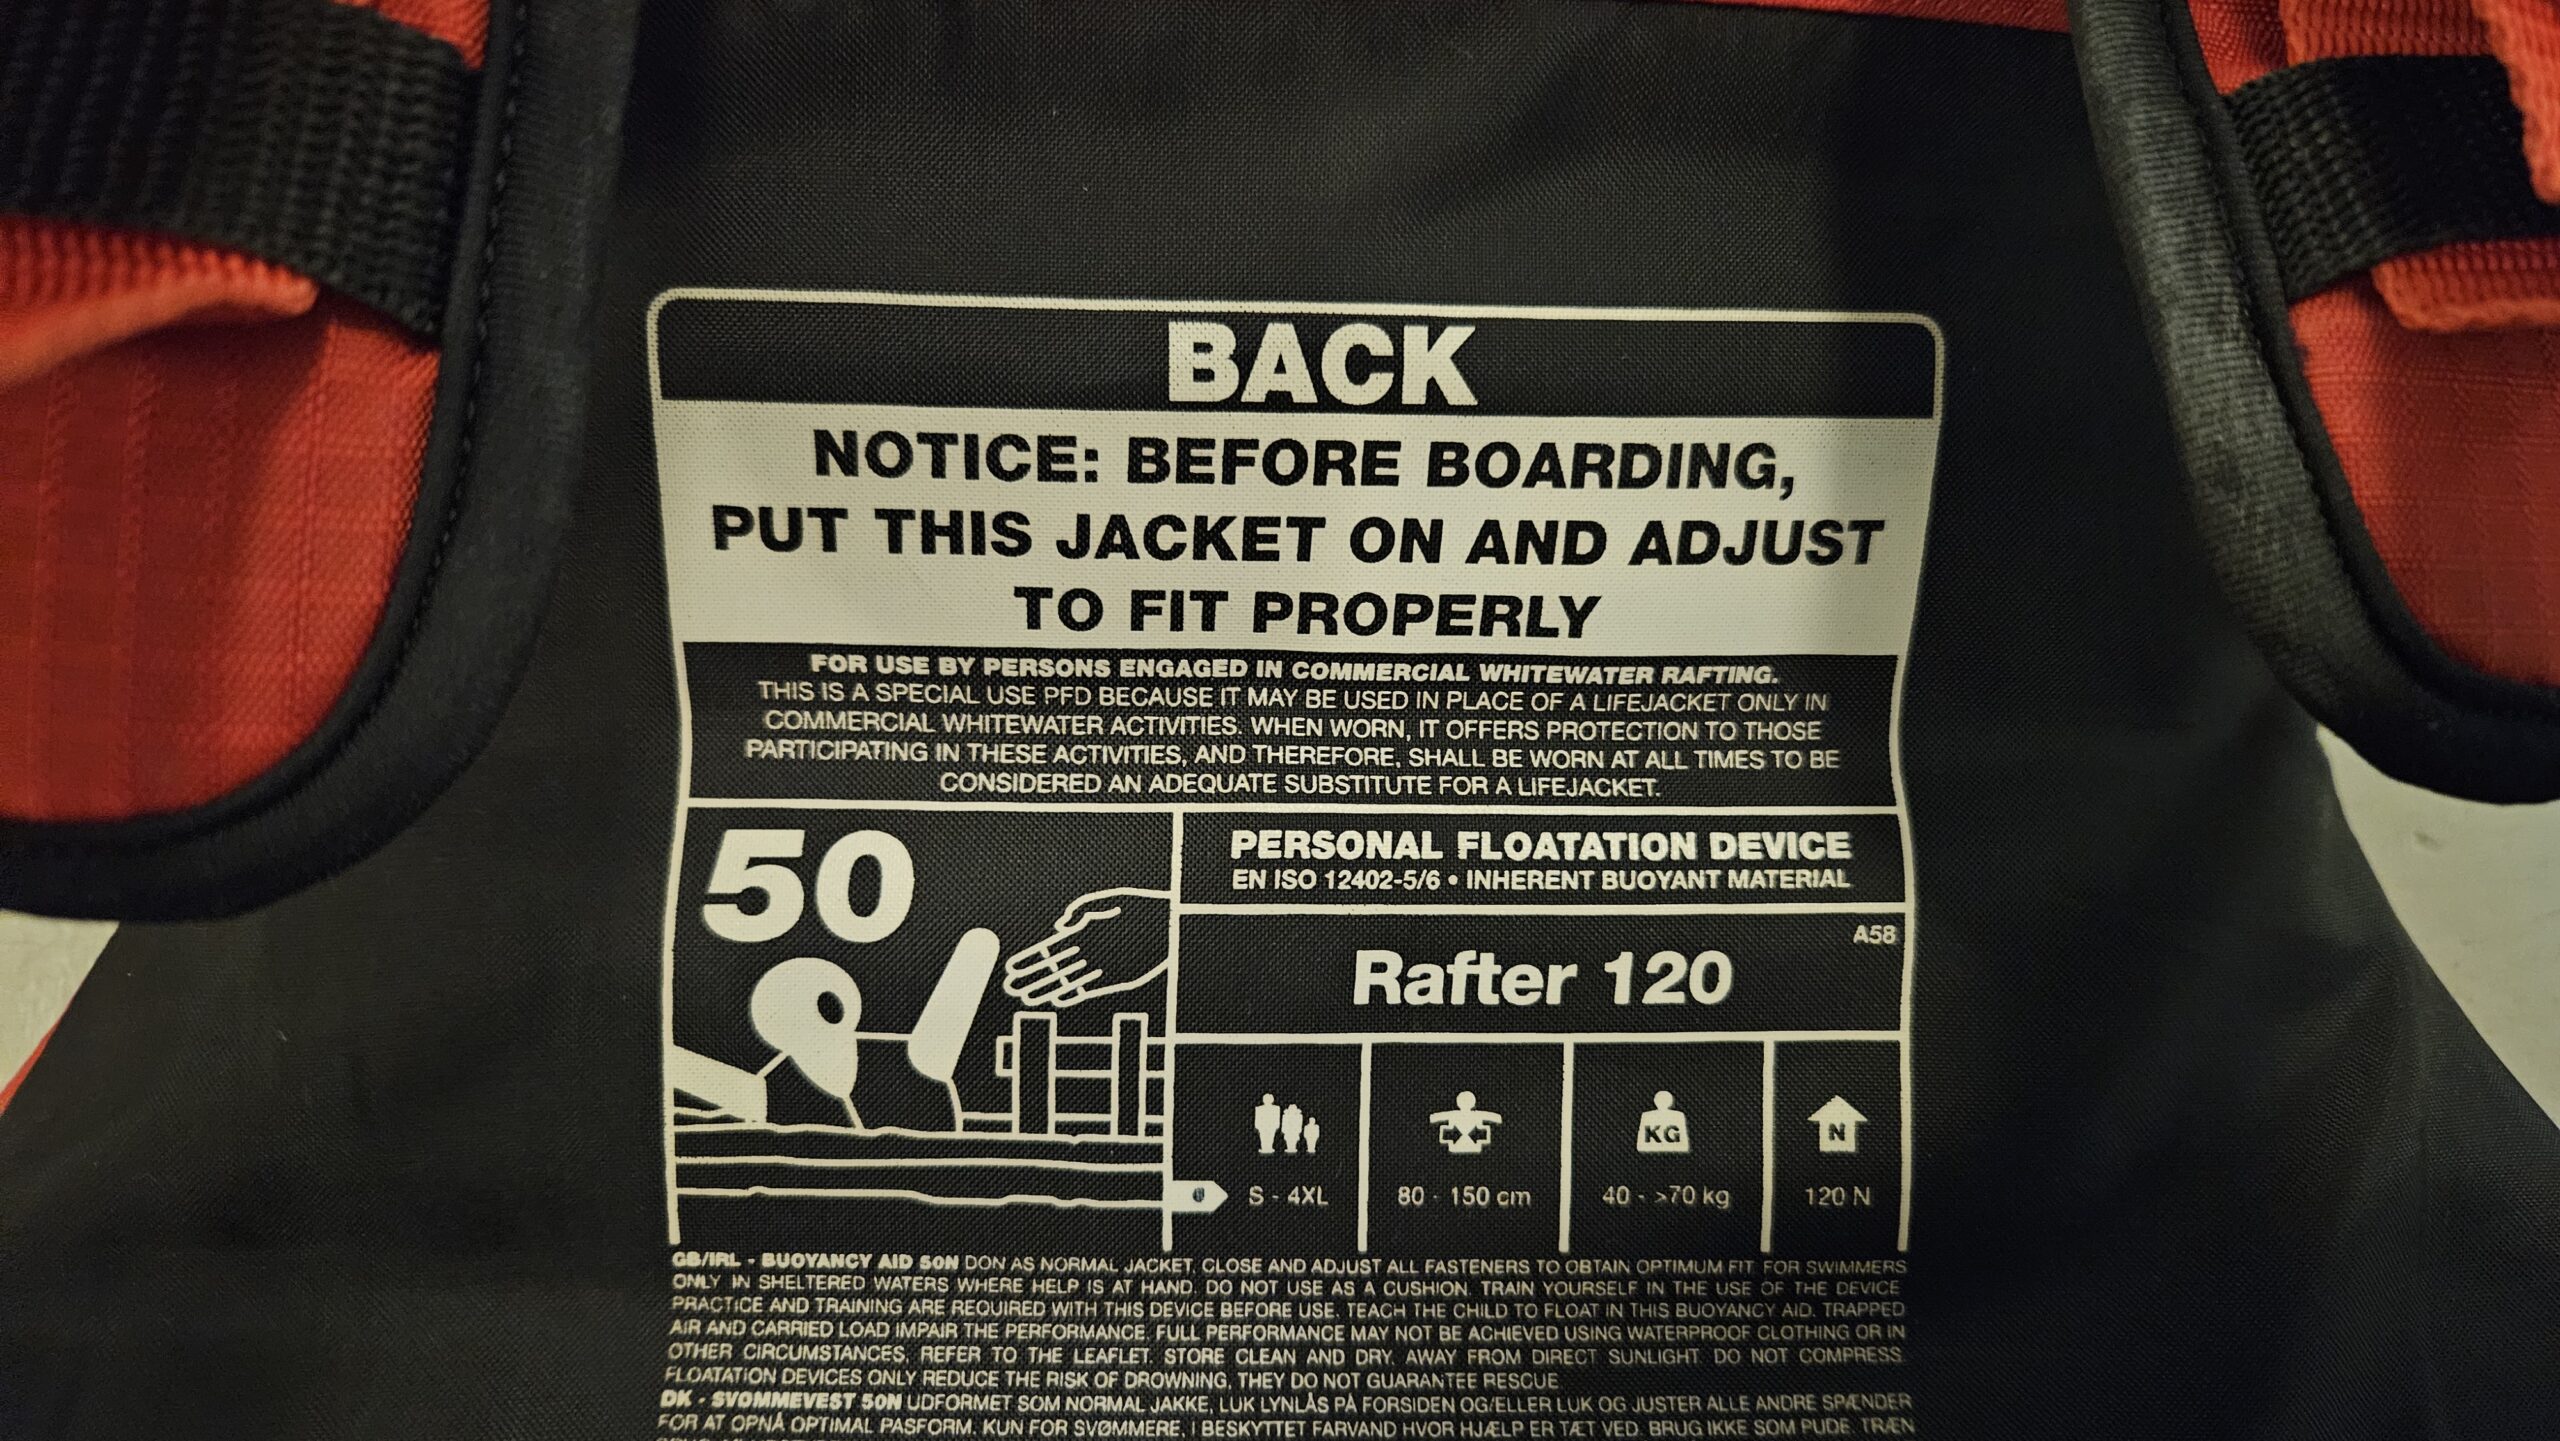 BACK
NOTICE: BEFORE BOARDING,
PUT THIS JACKET ON AND ADJUST
TO FIT PROPERLY
FOR USE BY PERSONS ENGAGED IN COMMERCIAL WHITEWATER RAFTING.
THIS IS A SPECIAL USE PFD BECAUSE IT MAY BE USED IN PLACE OF A LIFEJACKET ONLY IN
COMMERCIAL WHITEWATER ACTIVITIES. WHEN WORN, IT OFFERS PROTECTION TO THOSE
PARTICIPATING IN THESE ACTIVITIES, AND THEREFORE, SHALL BE WORN AT ALL TIMES TO BE
CONSIDERED AN ADEQUATE SUBSTITUTE FOR A LIFEJACKET.
50
PERSONAL FLOATATION DEVICE
EN ISO 12402-5/6 • INHERENT BUOYANT MATERIAL
A58
Rafter 120
KG
N
S - 4XL
80 - 150 cm
40 - >70 kg
120 N
GB/IRL - BUOYANCY AID 50N DON AS NORMAL JACKET, CLOSE AND ADJUST ALL FASTENERS TO OBTAIN OPTIMUM FIT. FOR SWIMMERS
ONLY IN SHELTERED WATERS WHERE HELP IS AT HAND. DO NOT USE AS A CUSHION. TRAIN YOURSELF IN THE USE OF THE DEVICE
PRACTICE AND TRAINING ARE REQUIRED WITH THIS DEVICE BEFORE USE. TEACH THE CHILD TO FLOAT IN THIS BUOYANCY AID. TRAPPED
AIR AND CARRIED LOAD IMPAIR THE PERFORMANCE. FULL PERFORMANCE MAY NOT BE ACHIEVED USING WATERPROOF CLOTHING OR IN
OTHER CIRCUMSTANCES, REFER TO THE LEAFLET. STORE CLEAN AND DRY, AWAY FROM DIRECT SUNLIGHT. DO NOT COMPRESS.
FLOATATION DEVICES ONLY REDUCE THE RISK OF DROWNING, THEY DO NOT GUARANTEE RESCUE
DK - SVOMMEVEST 50N UDFORMET SOM NORMAL JAKKE, LUK LYNLÅS PÅ FORSIDEN OG/ELLER LUK OG JUSTER ALLE ANDRE SPÆNDER
FOR AT OPNÅ OPTIMAL PASFORM. KUN FOR SVØMMERE, I BESKYTTET FARVAND HVOR HJÆLP ER TÆT VED. BRUG IKKE SOM PUDE. TRÆN